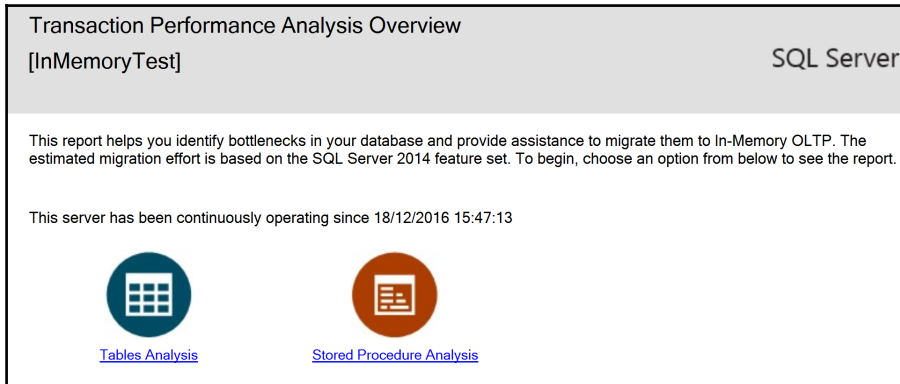 Transaction Performance Analysis Overview
[InMemoryTest]
SQL Server
This report helps you identify bottlenecks in your database and provide assistance to migrate them to In-Memory OLTP. The
estimated migration effort is based on the SQL Server 2014 feature set. To begin, choose an option from below to see the report.
This server has been continuously operating since 18/12/2016 15:47:13
Tables Analysis
Stored Procedure Analysis